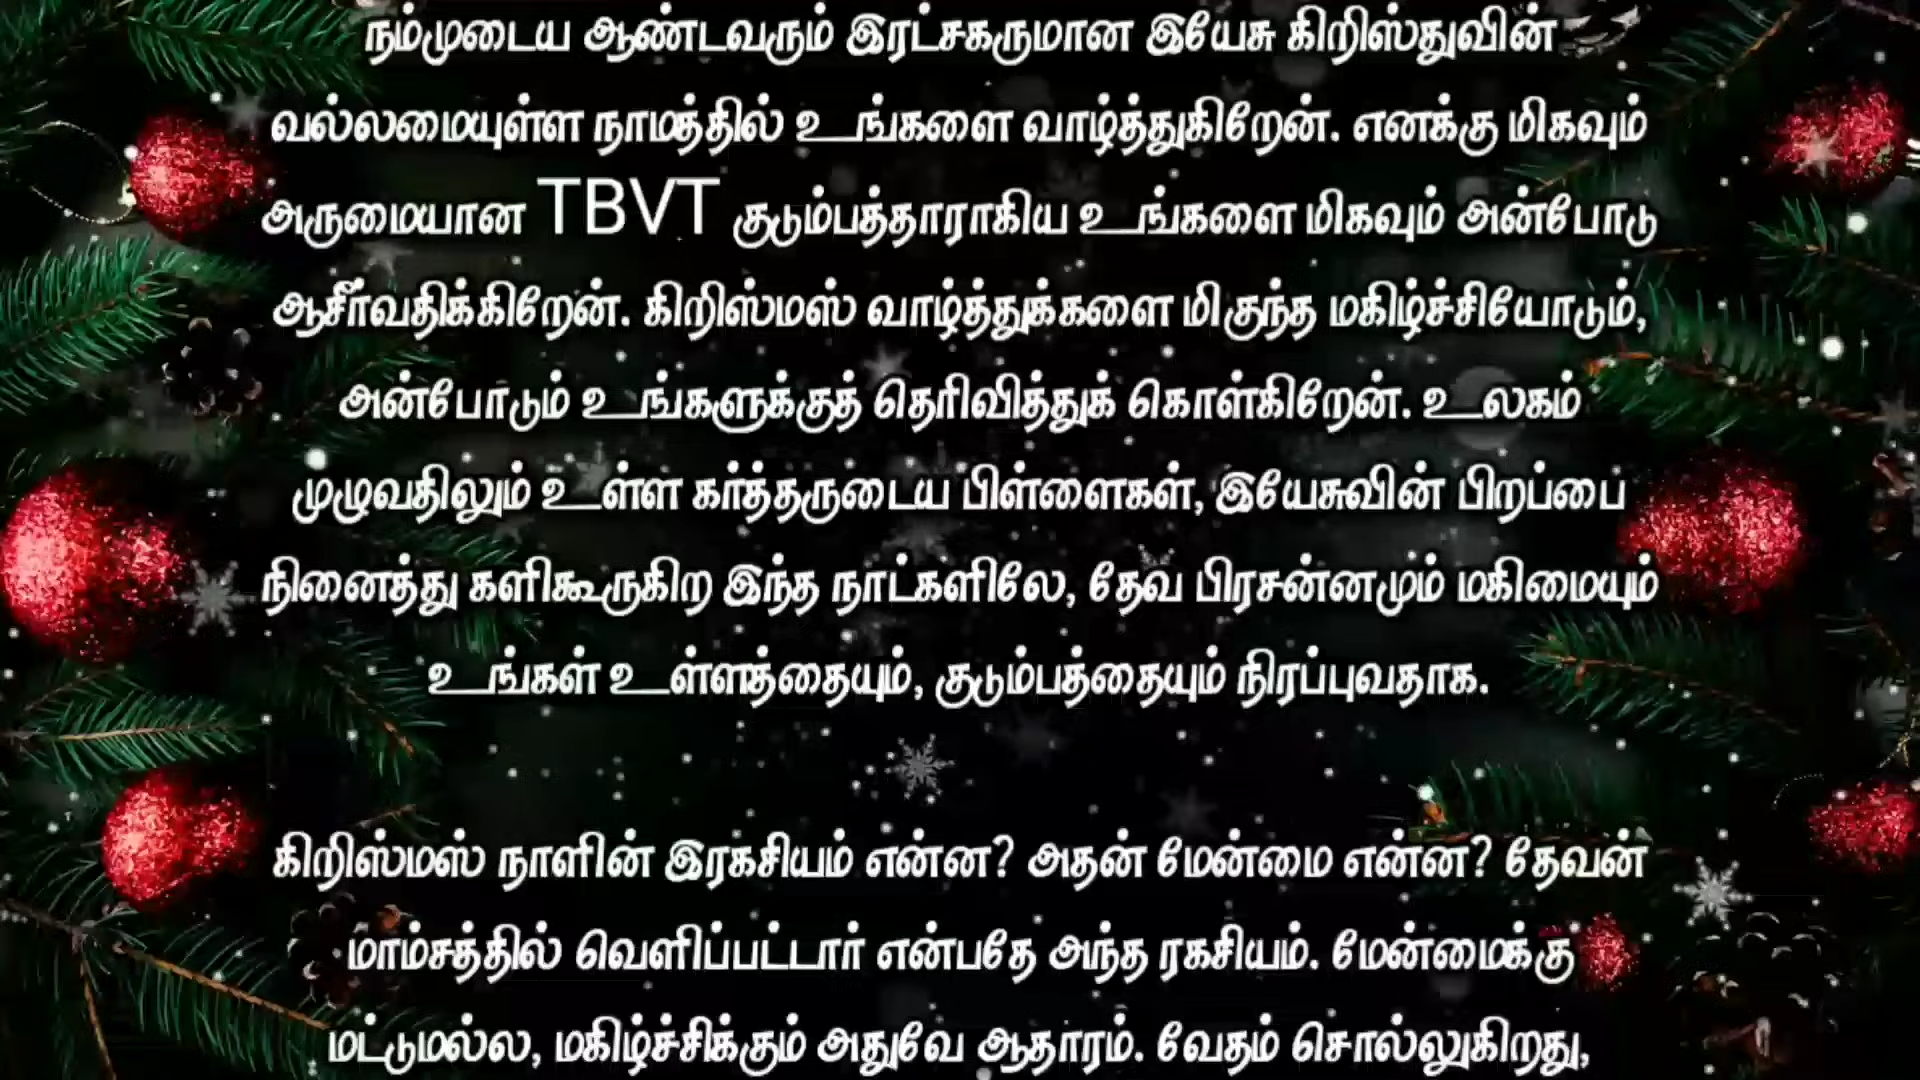 நம்முடைய ஆண்டவரும் இரட்சகருமான இயேசு கிறிஸ்துவின்
வல்லமையுள்ள நாமத்தில் உங்களை வாழ்த்துகிறேன். எனக்கு மிகவும்
அருமையான TBVT குடும்பத்தாராகிய உங்களை மிகவும் அன்போடு
ஆசீர்வதிக்கிறேன். கிறிஸ்மஸ் வாழ்த்துக்களை மிகுந்த மகிழ்ச்சியோடும்,
அன்போடும் உங்களுக்குத் தெரிவித்துக் கொள்கிறேன். உலகம்
முழுவதிலும் உள்ள கர்த்தருடைய பிள்ளைகள், இயேசுவின் பிறப்பை
நினைத்து களிகூருகிற இந்த நாட்களிலே, தேவ பிரசன்னமும் மகிமையும்
உங்கள் உள்ளத்தையும், குடும்பத்தையும் நிரப்புவதாக.
கிறிஸ்மஸ் நாளின் இரகசியம் என்ன? அதன் மேன்மை என்ன? தேவன்
மாம்சத்தில் வெளிப்பட்டார் என்பதே அந்த ரகசியம். மேன்மைக்கு
மட்டுமல்ல, மகிழ்ச்சிக்கும் அதுவே ஆதாரம். வேதம் சொல்லுகிறது,